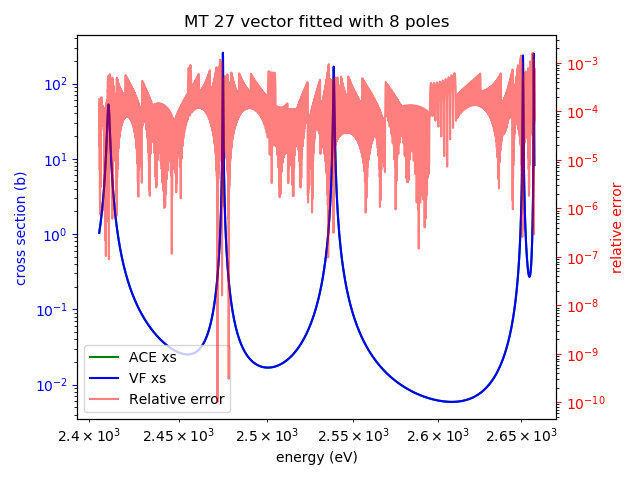 MT 27 vector fitted with 8 poles
cross section (b)
10²
10¹
10⁰
10⁻¹
10⁻²
10⁻³
10⁻⁴
10⁻⁵
10⁻⁶
10⁻⁷
10⁻⁸
10⁻⁹
10⁻¹⁰
relative error
ACE xs
VF xs
Relative error
2.4 × 10³ 2.45 × 10³ 2.5 × 10³ 2.55 × 10³ 2.6 × 10³ 2.65 × 10³
energy (eV)